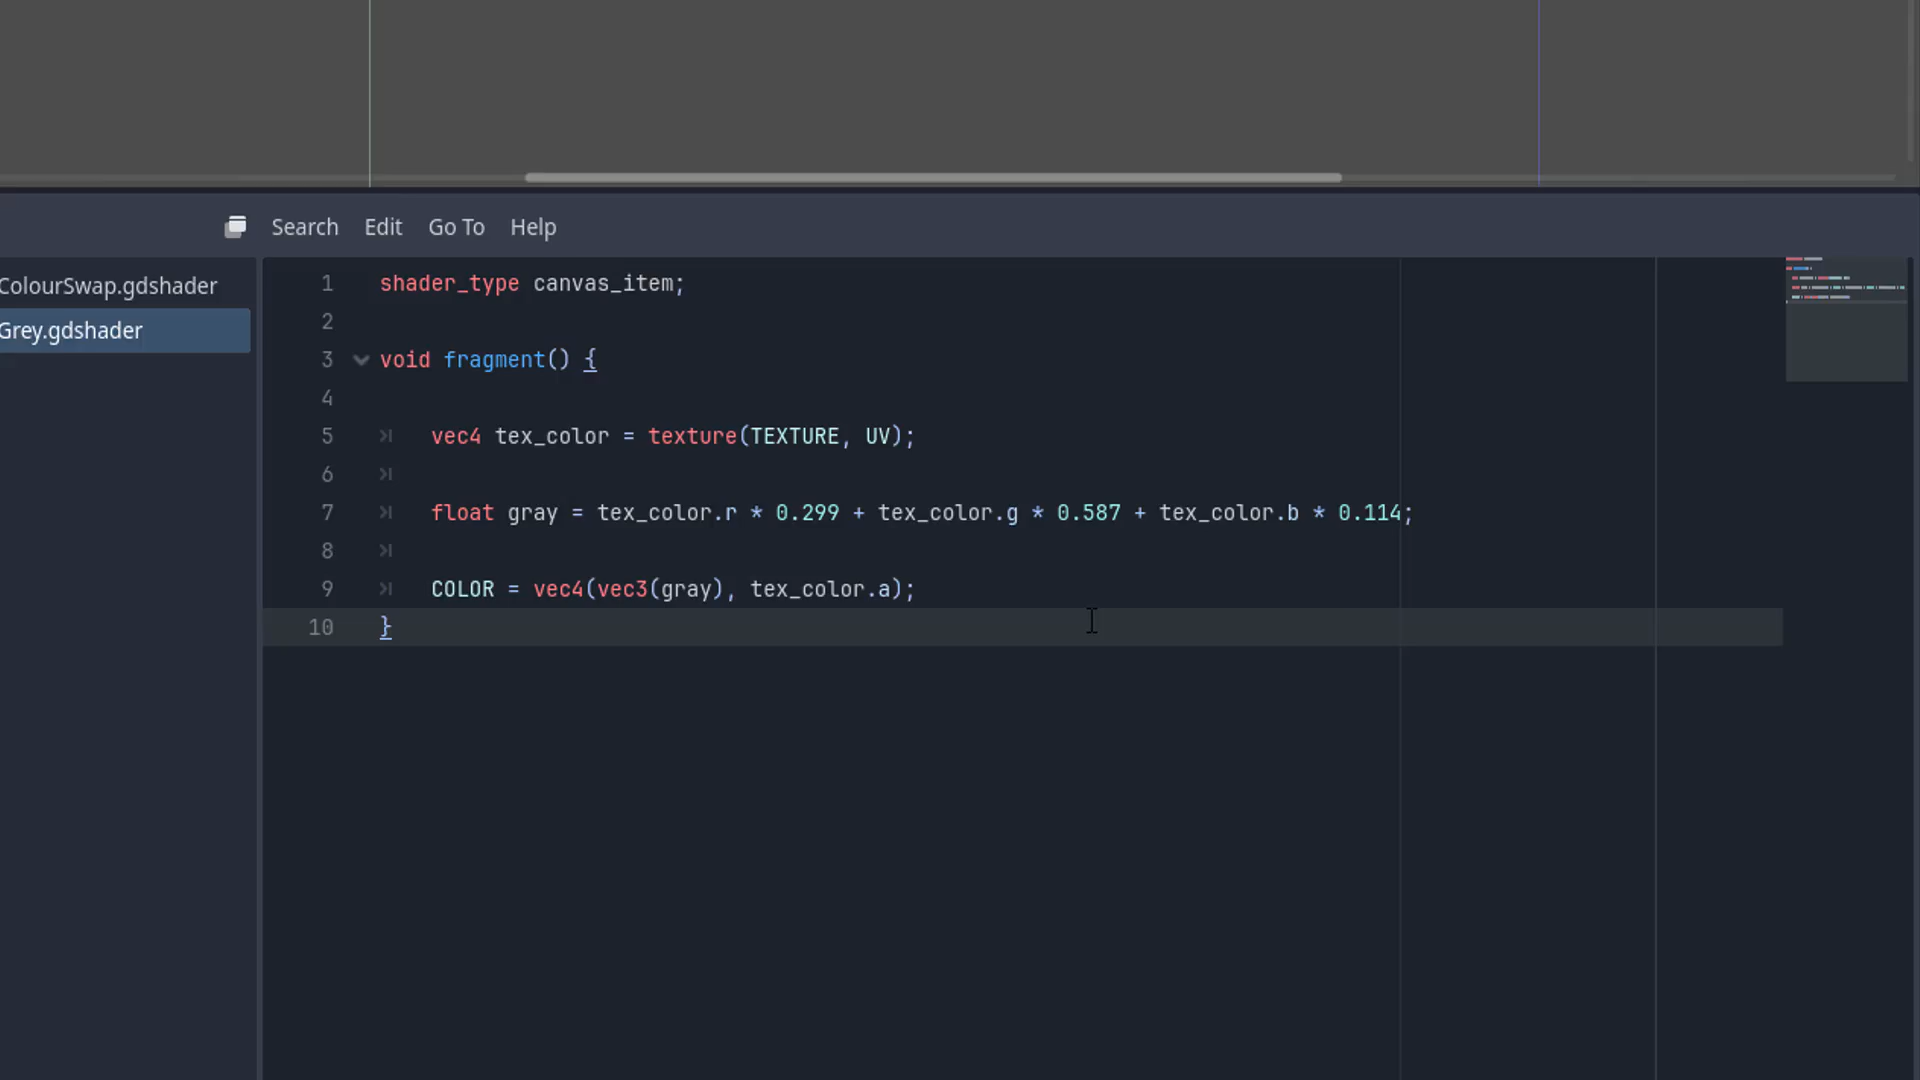 Search Edit Go To Help
ColourSwap.gdshader
Grey.gdshader
1 shader_type canvas_item;
2
3 void fragment() {
4
5 vec4 tex_color = texture(TEXTURE, UV);
6
7 float gray = tex_color.r * 0.299 + tex_color.g * 0.587 + tex_color.b * 0.114;
8
9 COLOR = vec4(vec3(gray), tex_color.a);
10 }